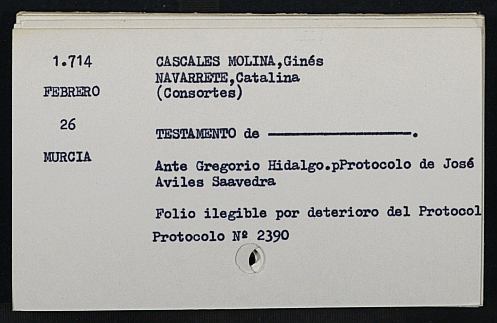 1.714
FEBRERO
26
MURCIA
CASCALES MOLINA,Ginés
NAVARRETE,Catalina
(Consortes)
TESTAMENTO de ————————.
Ante Gregorio Hidalgo.pProtocolo de José
Aviles Saavedra
Folio ilegible por deterioro del Protocol
Protocolo Nº 2390